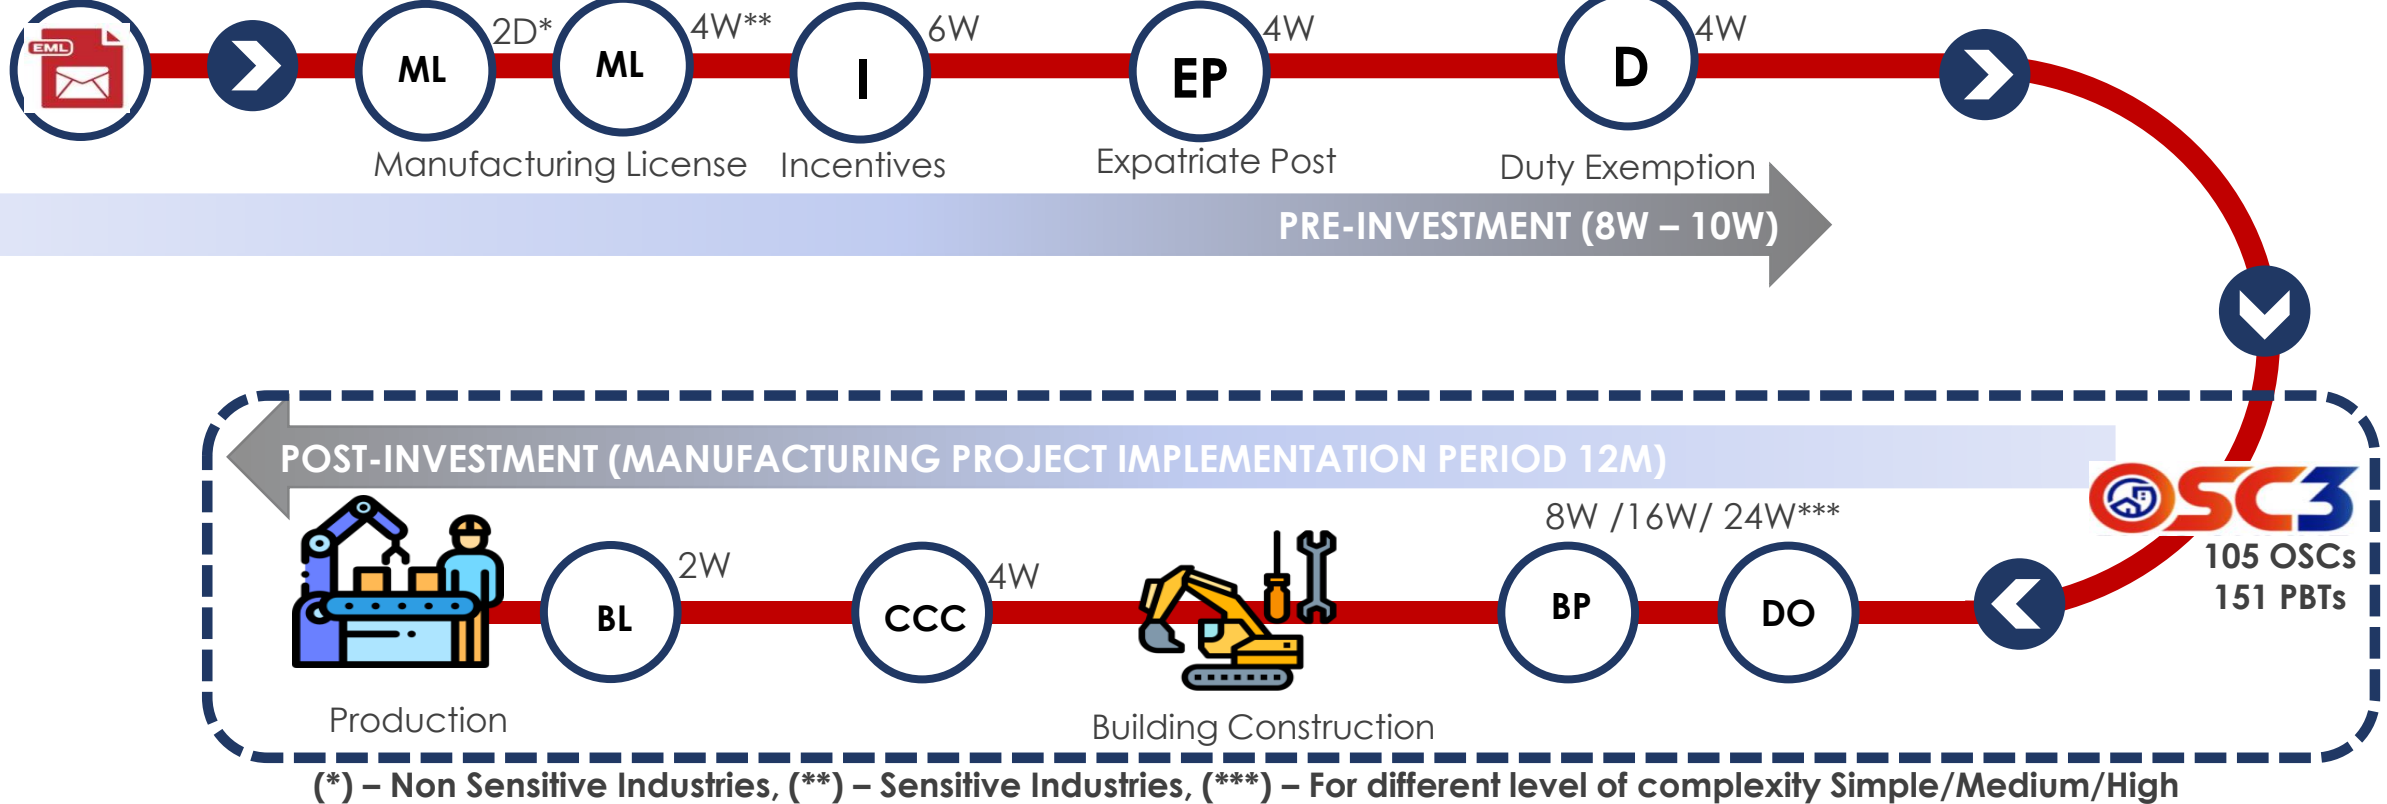 EML
ML
2D*
ML
4W**
I
6W
EP
4W
D
4W
Manufacturing License
Incentives
Expatriate Post
Duty Exemption
PRE-INVESTMENT (8W – 10W)
POST-INVESTMENT (MANUFACTURING PROJECT IMPLEMENTATION PERIOD 12M)
OSC3
105 OSCs
151 PBTs
8W /16W/ 24W***
BL
2W
CCC
4W
BP
DO
Production
Building Construction
(*) – Non Sensitive Industries, (**) – Sensitive Industries, (***) – For different level of complexity Simple/Medium/High